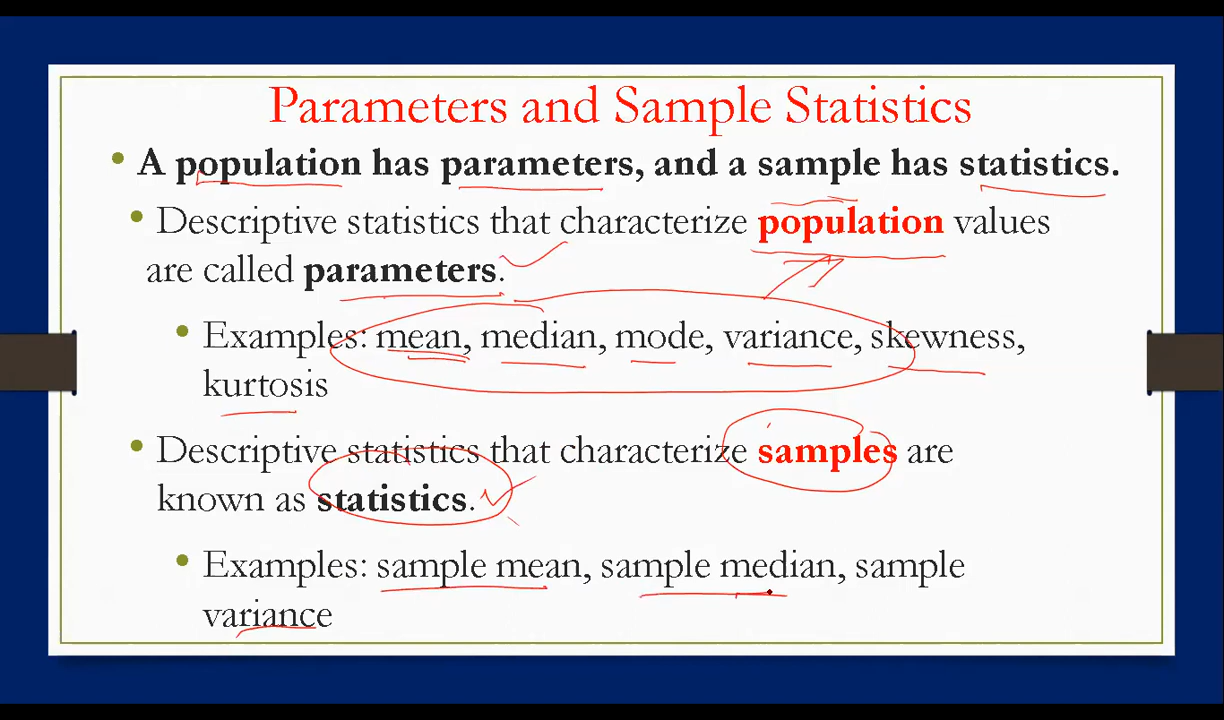 Parameters and Sample Statistics
• A population has parameters, and a sample has statistics.
• Descriptive statistics that characterize population values
are called parameters.
• Examples: mean, median, mode, variance, skewness,
kurtosis
• Descriptive statistics that characterize samples are
known as statistics.
• Examples: sample mean, sample median, sample
variance